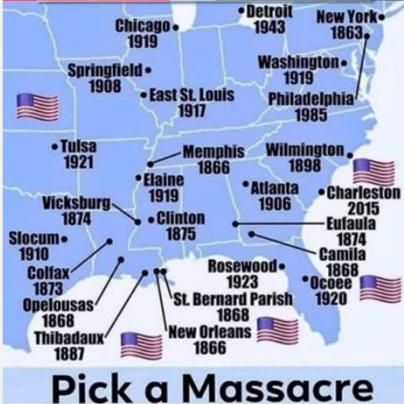 Detroit
1943
Chicago
1919
New York
1863
Washington
1919
Springfield
1908
East St. Louis
1917
Philadelphia
1985
Tulsa
1921
Memphis
1866
Wilmington
1898
Elaine
1919
Atlanta
1906
Charleston
2015
Vicksburg
1874
Clinton
1875
Eufaula
1874
Slocum
1910
Camila
1868
Colfax
1873
Rosewood
1923
Ocoee
1920
Opelousas
1868
St. Bernard Parish
1868
Thibadaux
1887
New Orleans
1866
Pick a Massacre